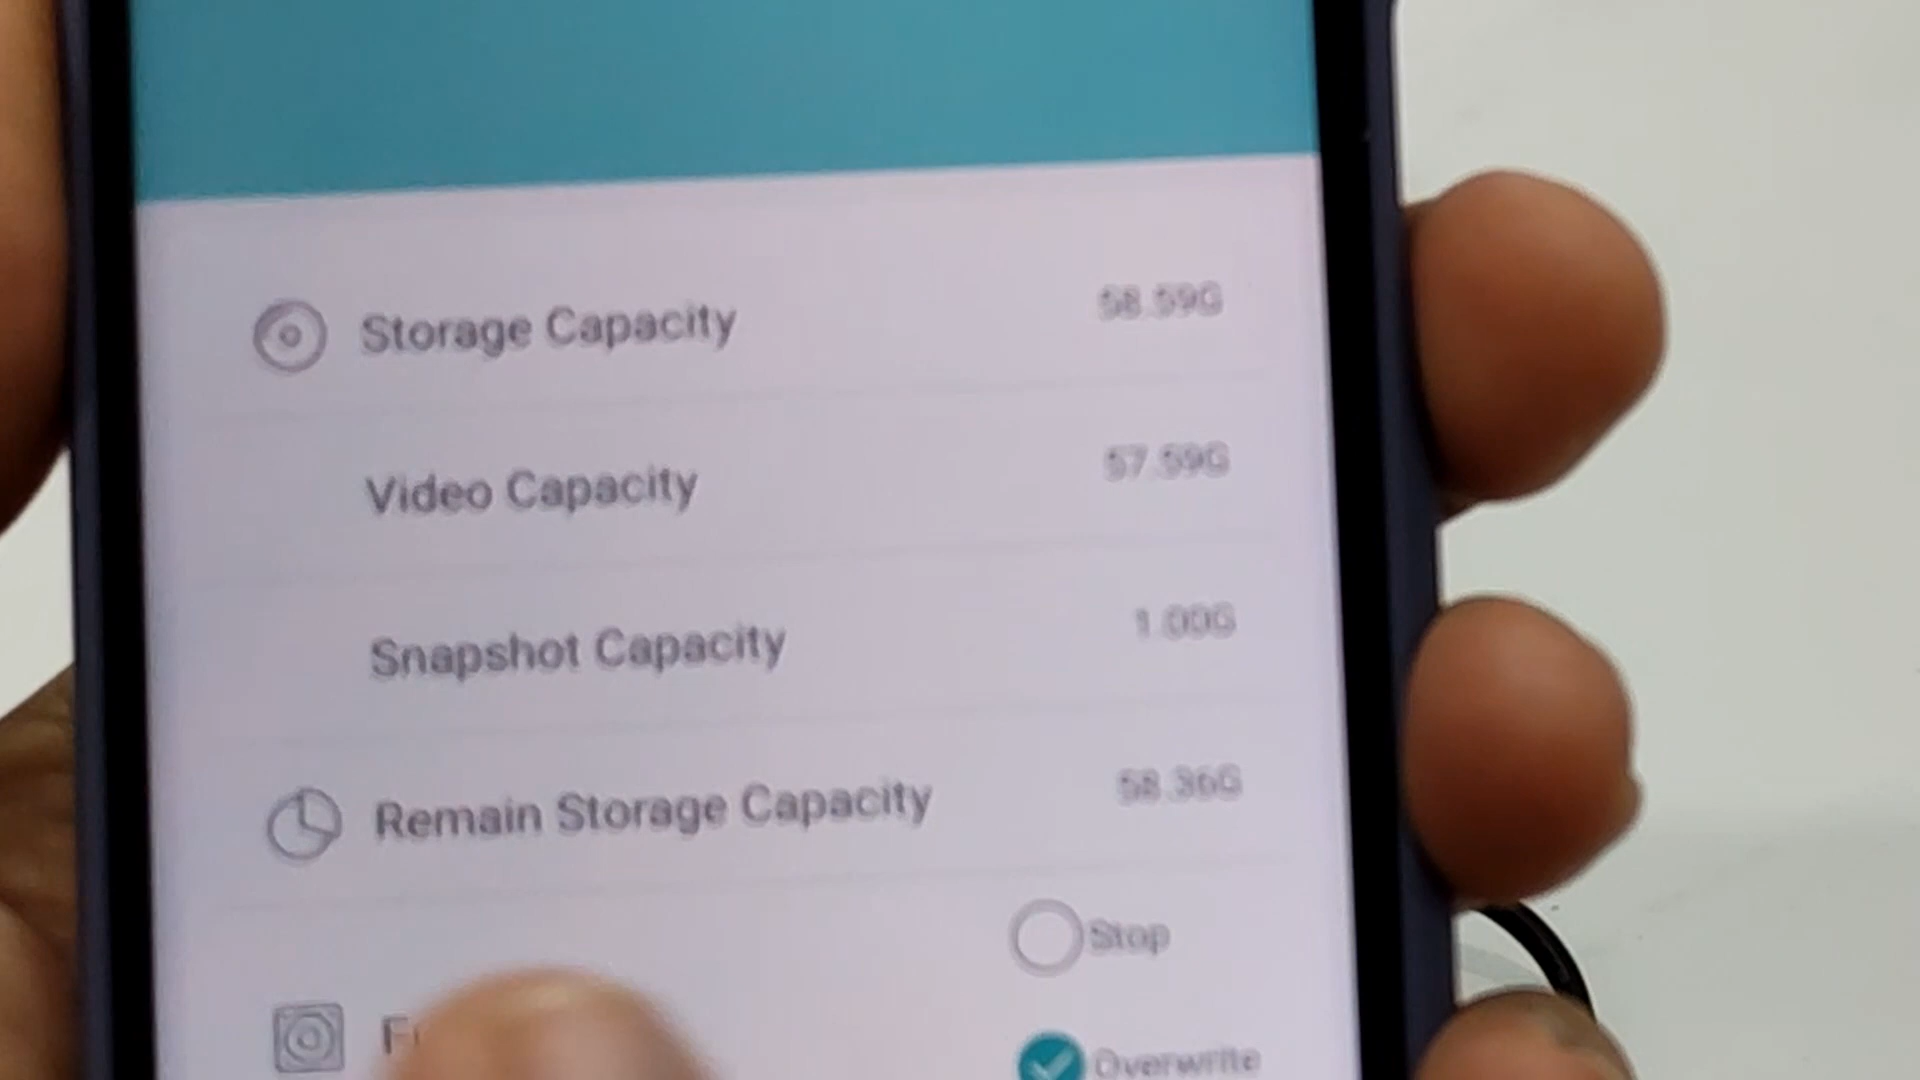 Storage Capacity 58.59G
Video Capacity 57.59G
Snapshot Capacity 1.00G
Remain Storage Capacity 58.36G
Stop
Overwrite